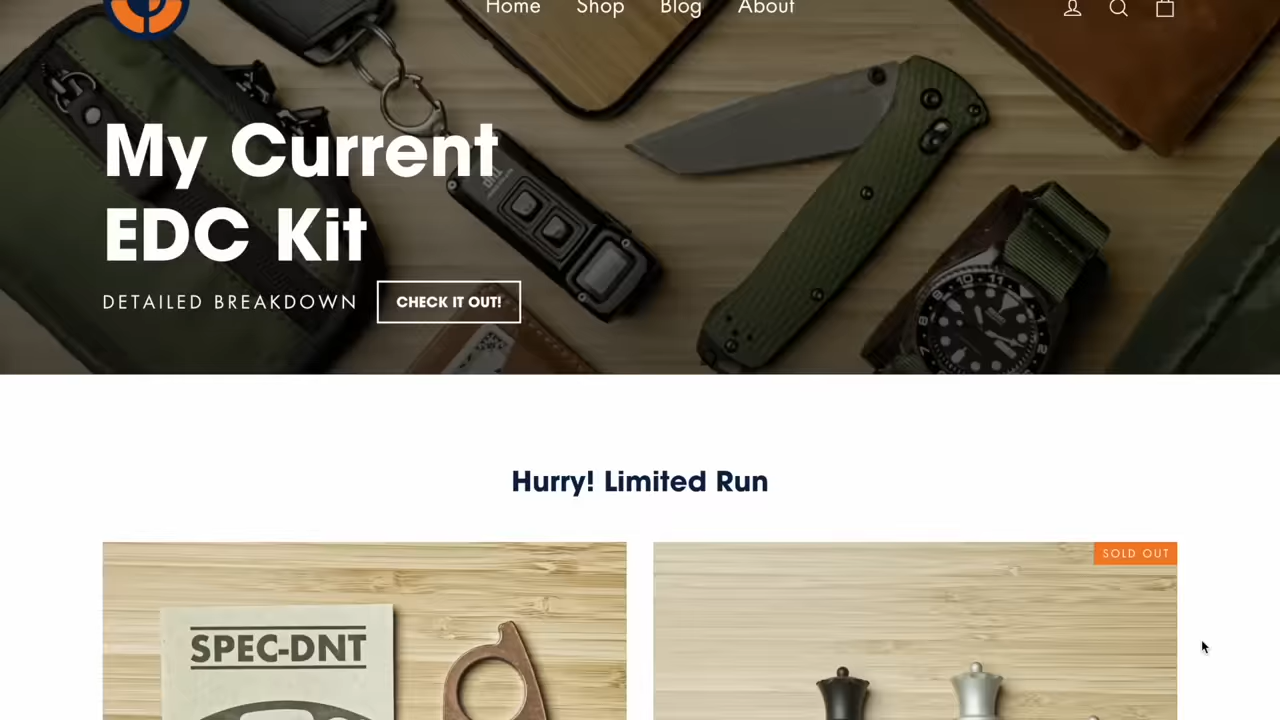 Home Shop Blog About
My Current
EDC Kit
DETAILED BREAKDOWN CHECK IT OUT!
Hurry! Limited Run
SOLD OUT
SPEC-DNT